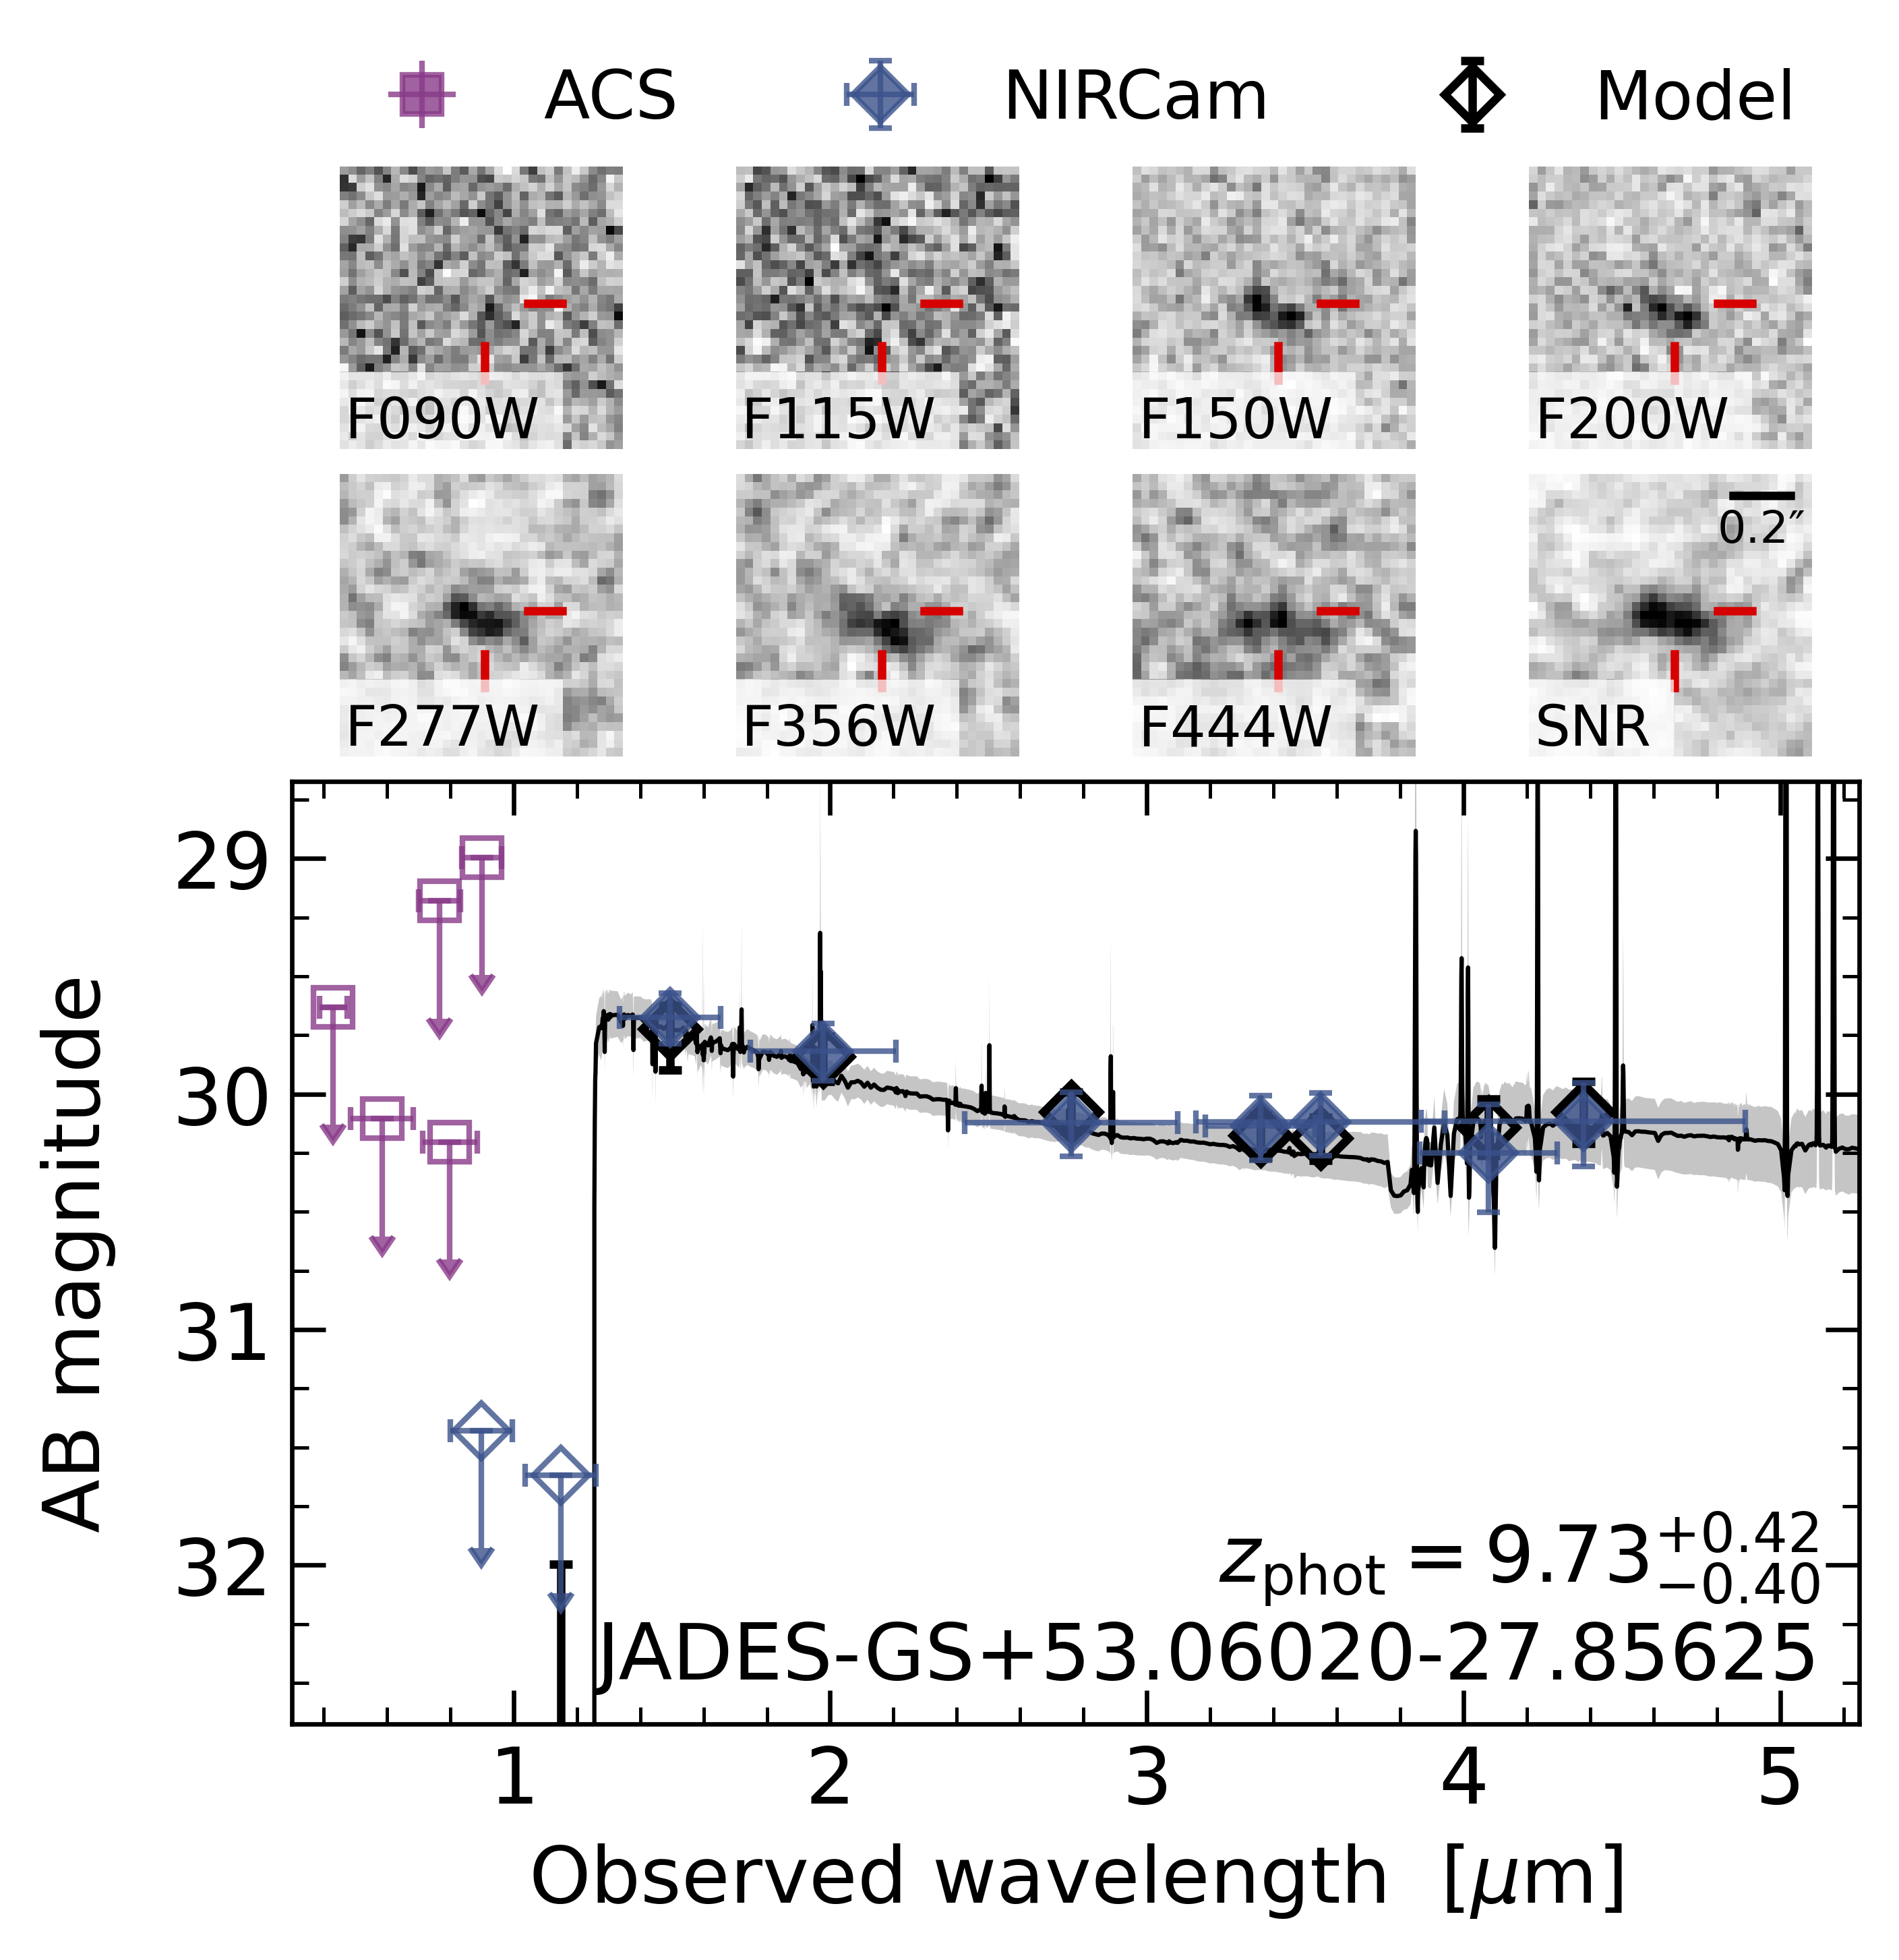 ACS NIRCam Model
F090W F115W F150W F200W
0.2″
F277W F356W F444W SNR
29
30
31
32
AB magnitude
z_phot = 9.73 +0.42 −0.40
JADES-GS+53.06020-27.85625
1 2 3 4 5
Observed wavelength [μm]